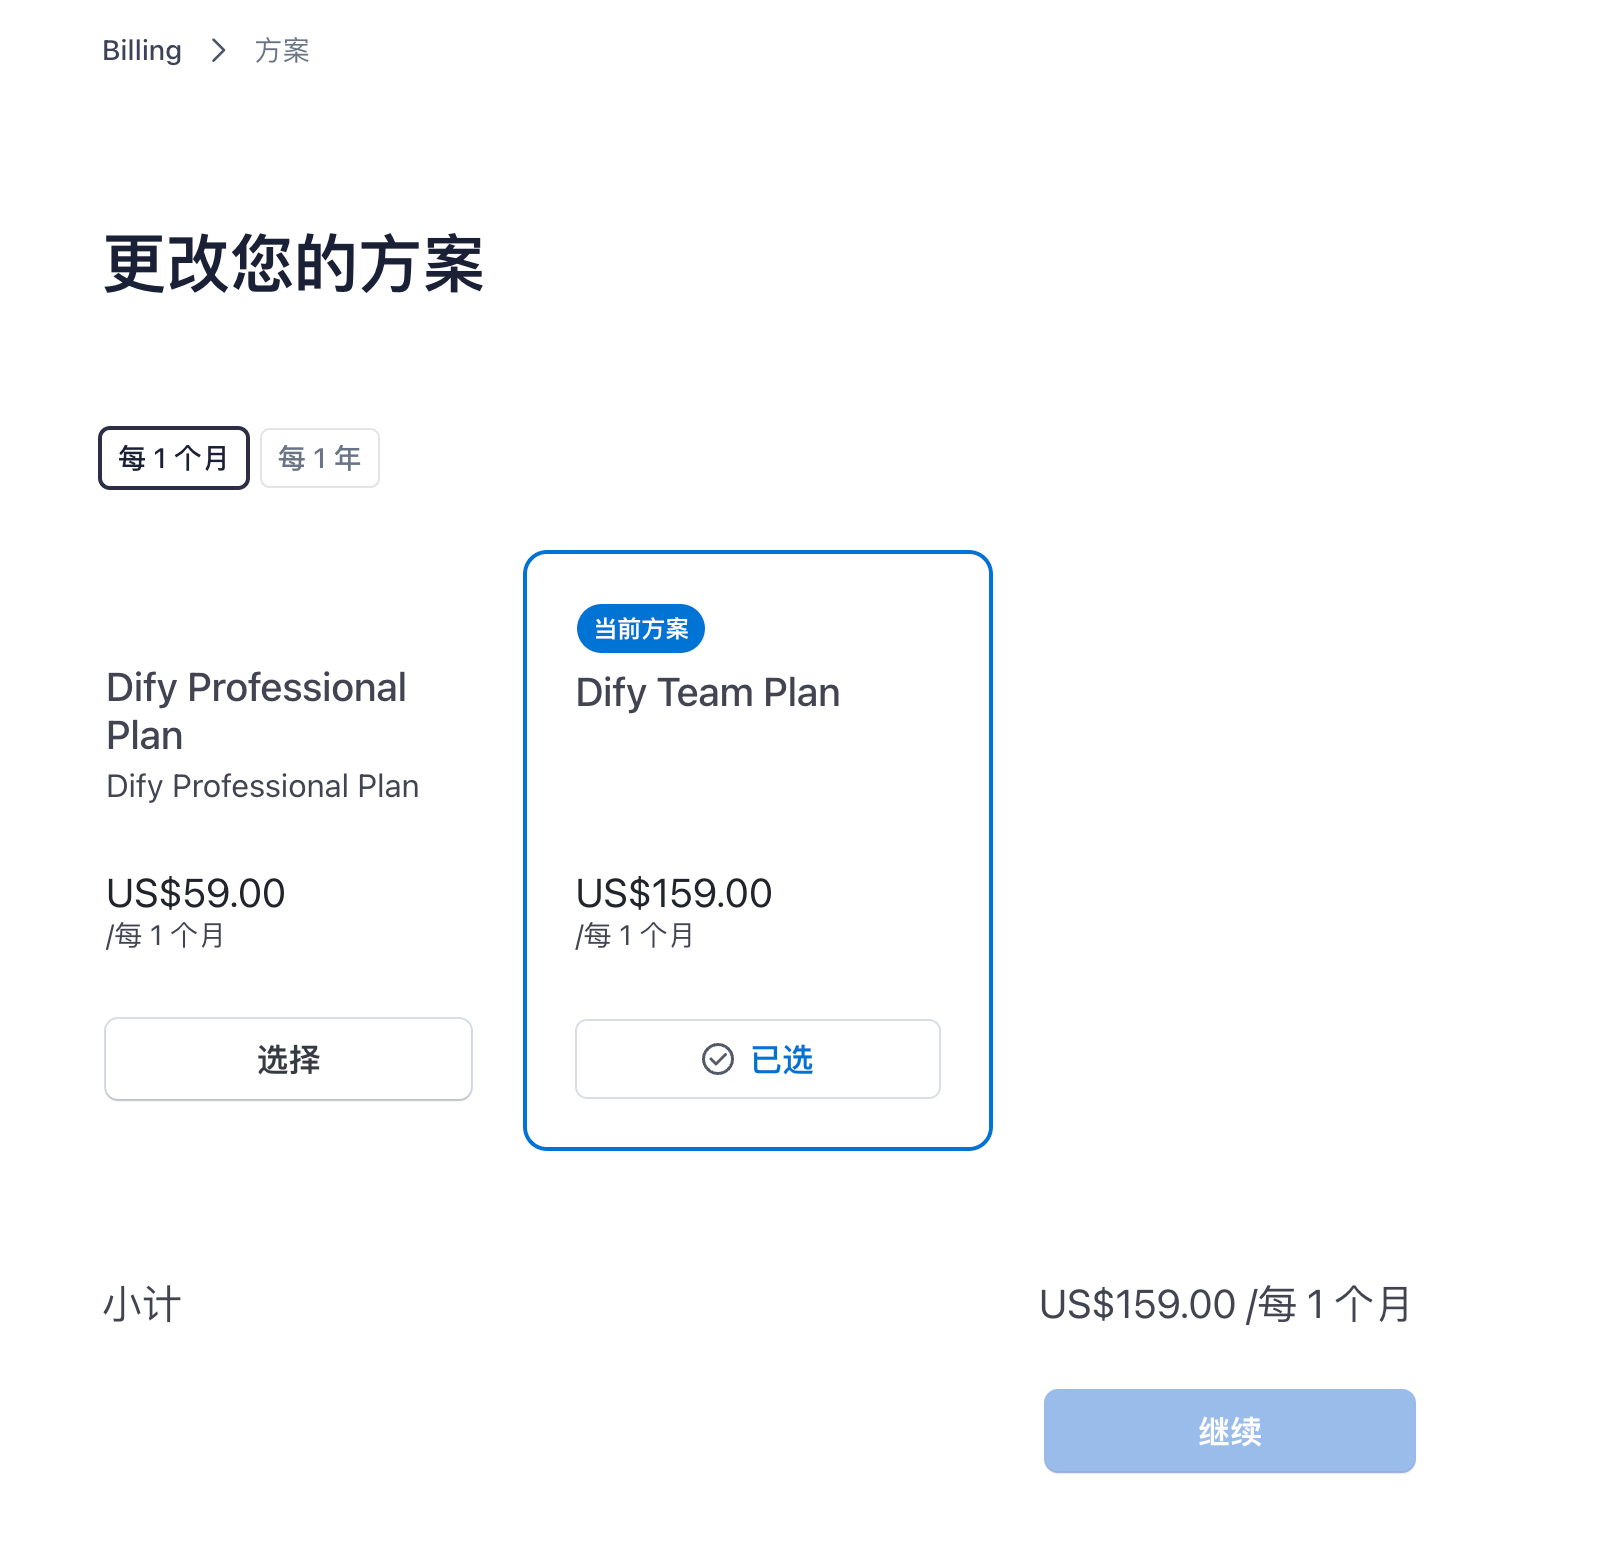 Billing > 方案
更改您的方案
每 1 个月 每 1 年
Dify Professional
Plan
Dify Professional Plan
US$59.00
/每 1 个月
选择
当前方案
Dify Team Plan
US$159.00
/每 1 个月
已选
小计 US$159.00 /每 1 个月
继续